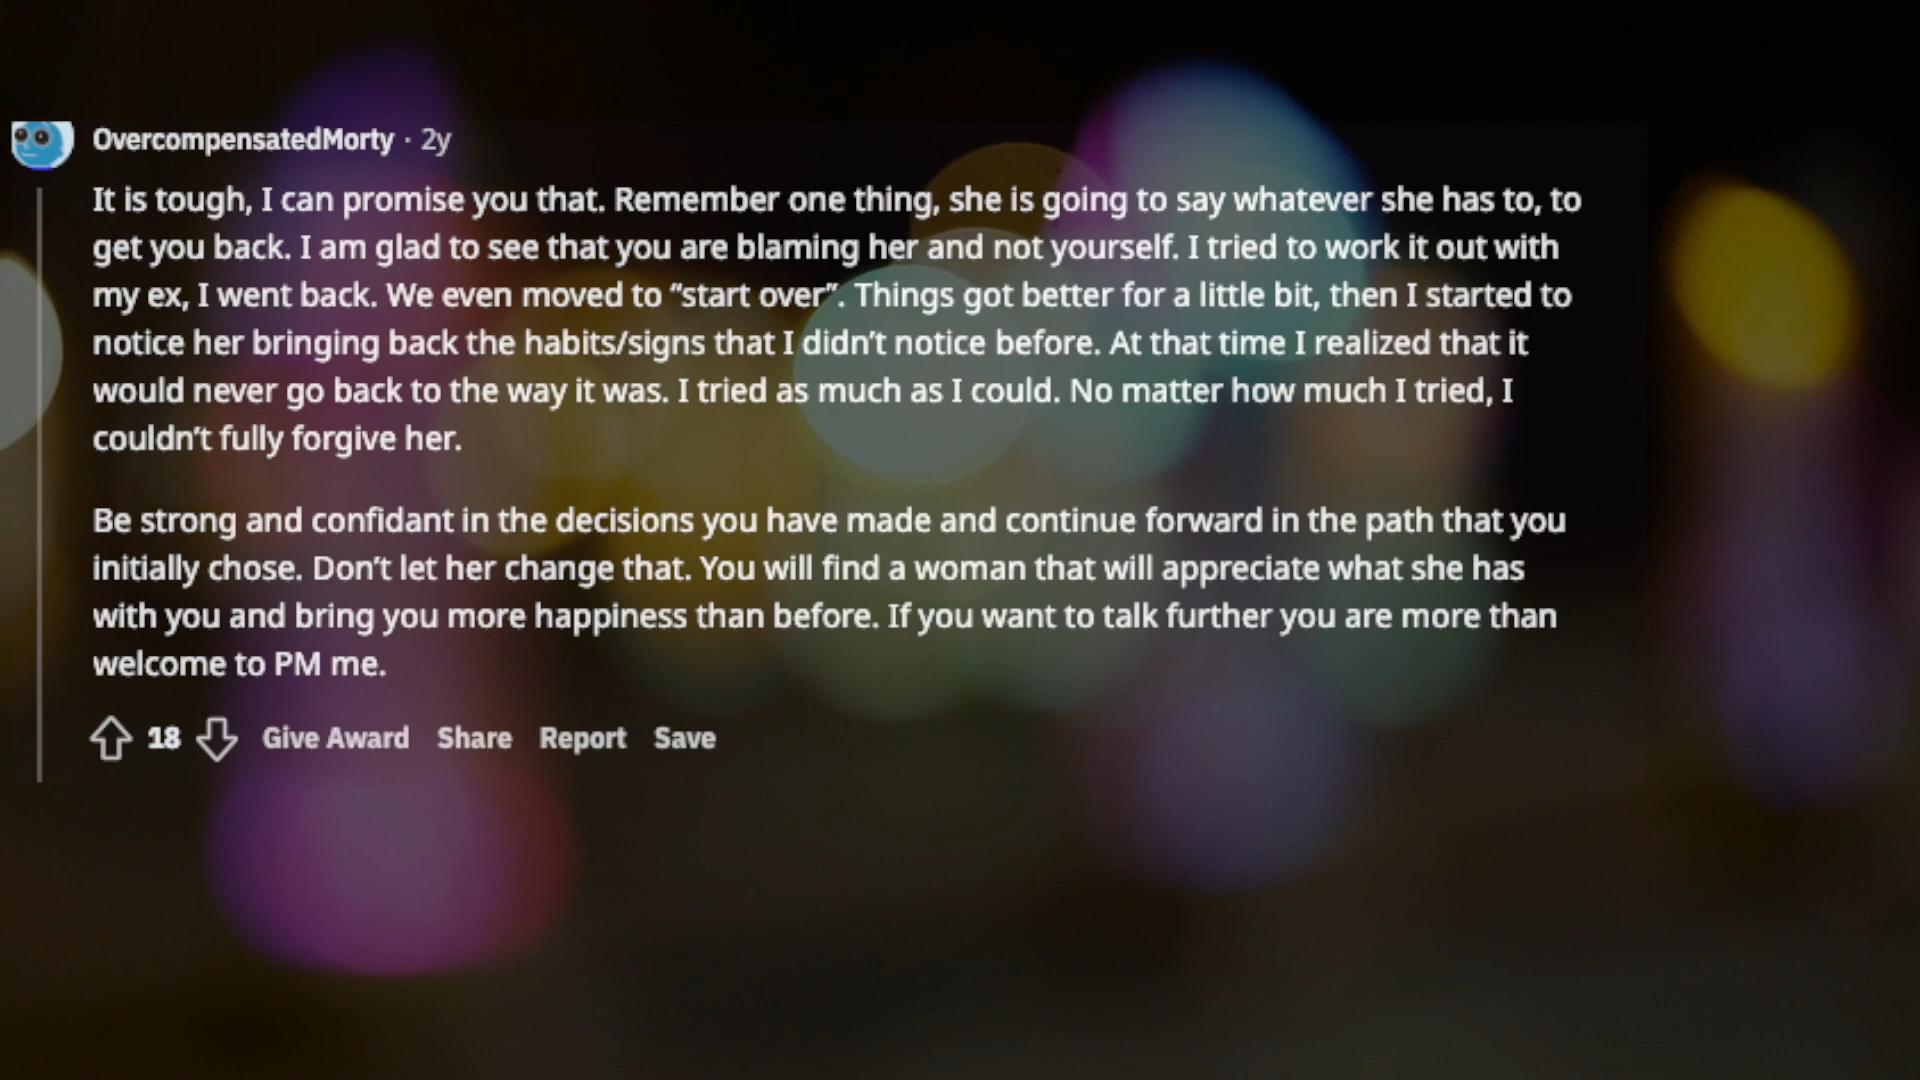 OvercompensatedMorty · 2y
It is tough, I can promise you that. Remember one thing, she is going to say whatever she has to, to
get you back. I am glad to see that you are blaming her and not yourself. I tried to work it out with
my ex, I went back. We even moved to “start over”. Things got better for a little bit, then I started to
notice her bringing back the habits/signs that I didn’t notice before. At that time I realized that it
would never go back to the way it was. I tried as much as I could. No matter how much I tried, I
couldn’t fully forgive her.
Be strong and confidant in the decisions you have made and continue forward in the path that you
initially chose. Don’t let her change that. You will find a woman that will appreciate what she has
with you and bring you more happiness than before. If you want to talk further you are more than
welcome to PM me.
18 Give Award Share Report Save